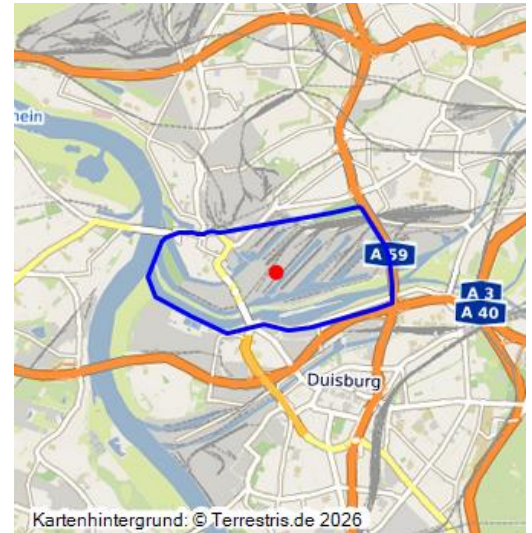 hein
A 59
A 3
A 40
Duisburg
Kartenhintergrund: © Terrestris.de 2026